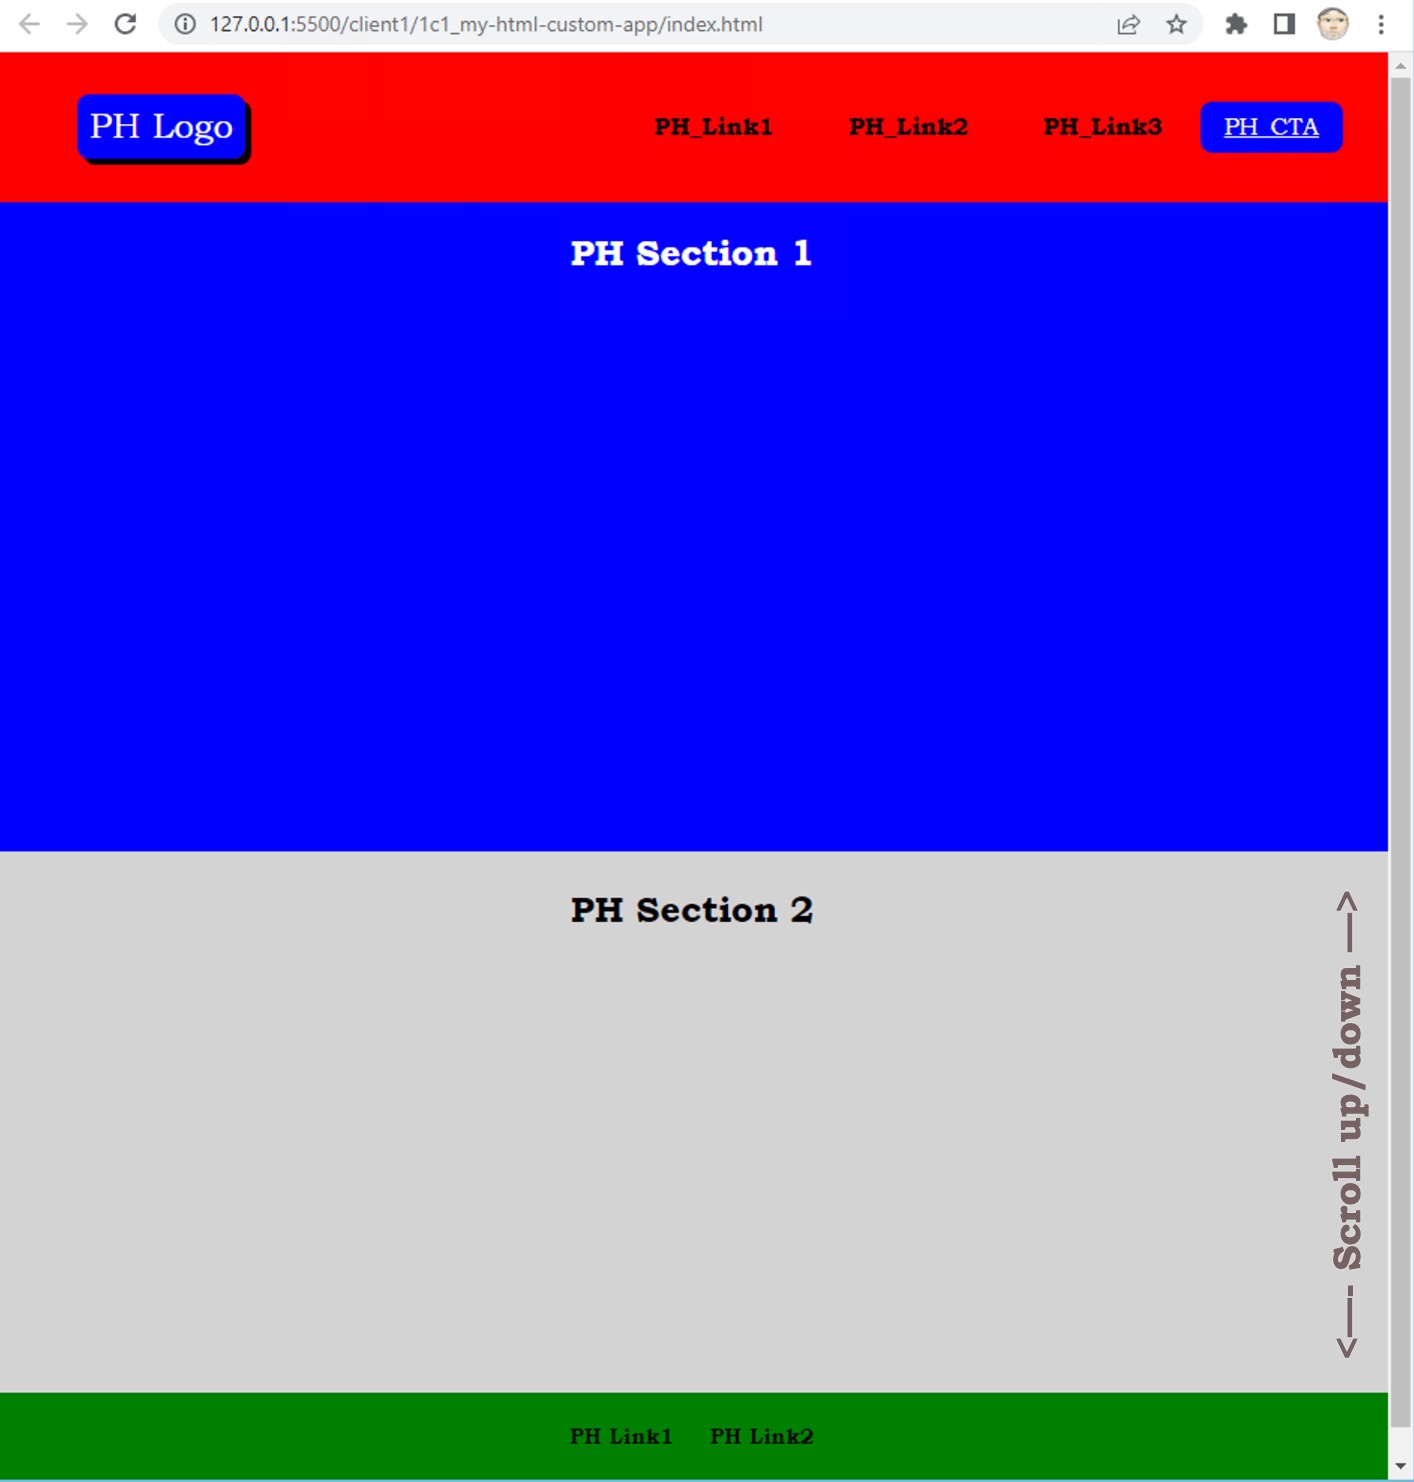 127.0.0.1:5500/client1/1c1_my-html-custom-app/index.html
PH Logo
PH_Link1 PH_Link2 PH_Link3 PH_CTA
PH Section 1
PH Section 2
<—- Scroll up/down —>
PH Link1 PH Link2